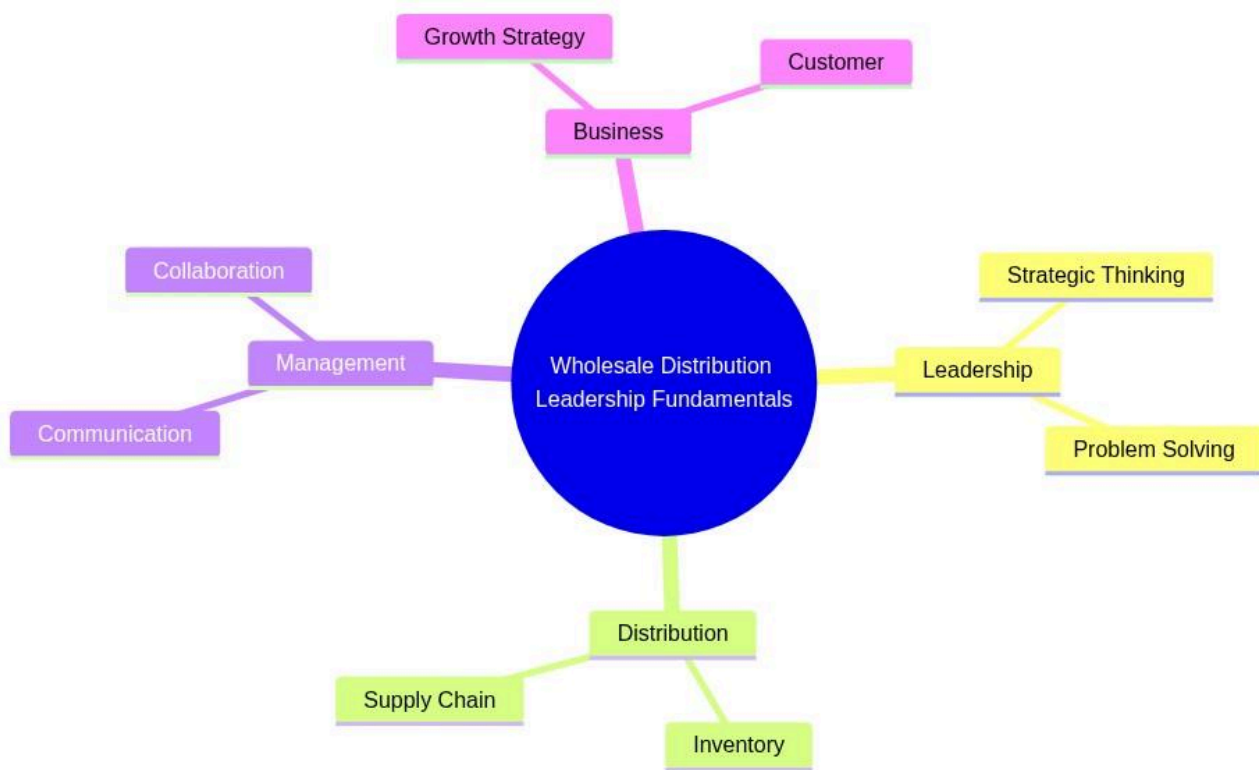 Growth Strategy
Customer
Business
Collaboration
Strategic Thinking
Management
Wholesale Distribution
Leadership Fundamentals
Leadership
Communication
Problem Solving
Distribution
Supply Chain
Inventory